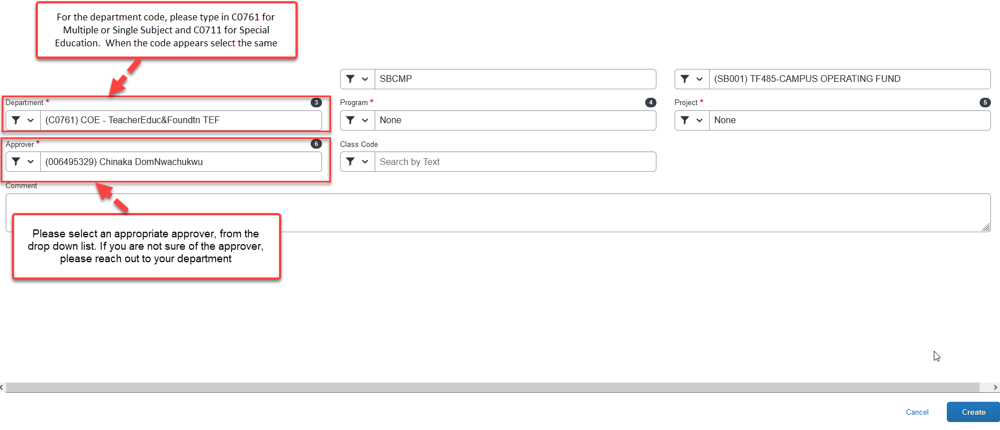 For the department code, please type in C0761 for
Multiple or Single Subject and C0711 for Special
Education.  When the code appears select the same
SBCMP
(SB001) TF485-CAMPUS OPERATING FUND
Department * 3
Program * 4
Project * 5
(C0761) COE - TeacherEduc&Foundtn TEF
None
None
Approver * 6
Class Code
(006495329) Chinaka DomNwachukwu
Search by Text
Comment
Please select an appropriate approver, from the
drop down list. If you are not sure of the approver,
please reach out to your department
Cancel
Create